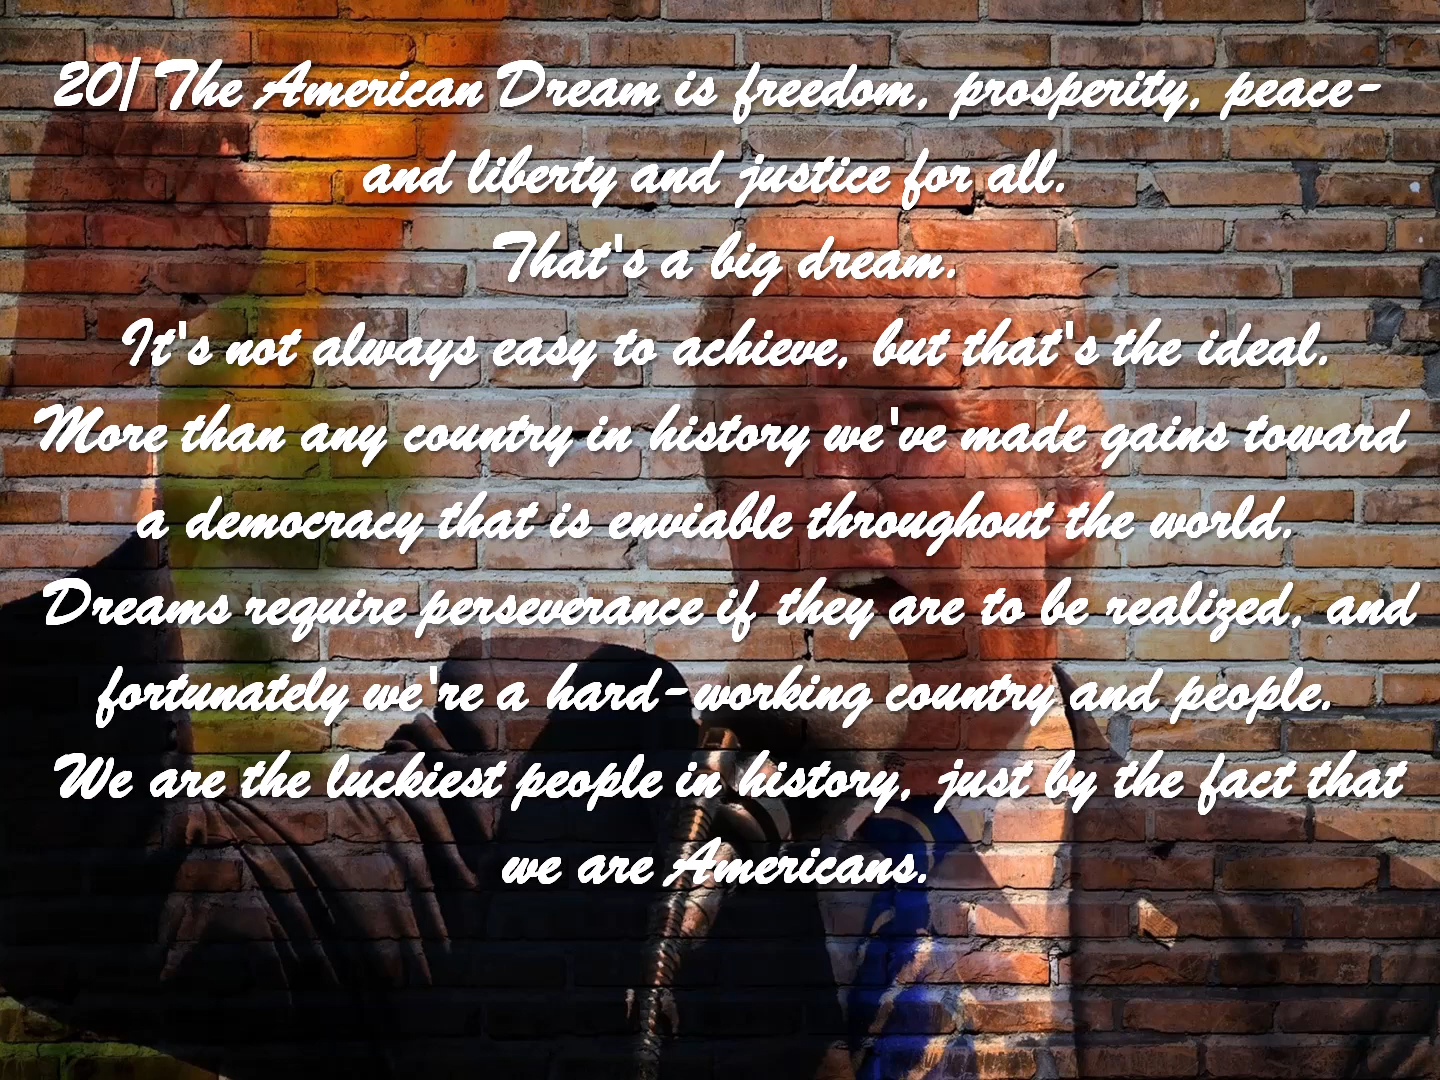 20| The American Dream is freedom, prosperity, peace-
and liberty and justice for all.
That's a big dream.
It's not always easy to achieve, but that's the ideal.
More than any country in history we've made gains toward
a democracy that is enviable throughout the world.
Dreams require perseverance if they are to be realized, and
fortunately we're a hard-working country and people.
We are the luckiest people in history, just by the fact that
we are Americans.